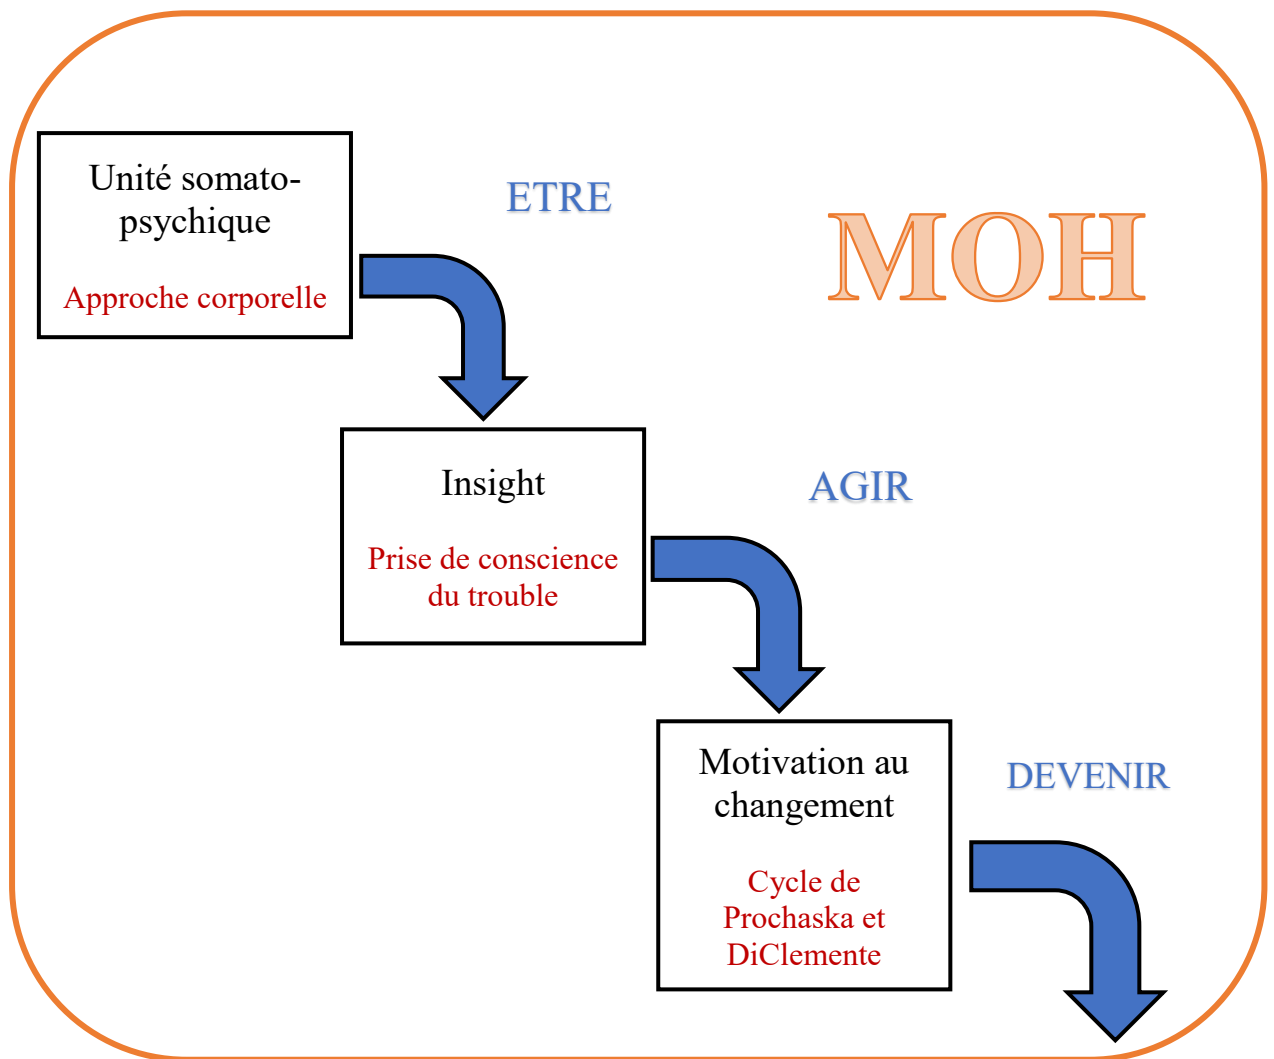 Unité somato-
psychique
Approche corporelle
ETRE
MOH
Insight
Prise de conscience
du trouble
AGIR
Motivation au
changement
Cycle de
Prochaska et
DiClemente
DEVENIR